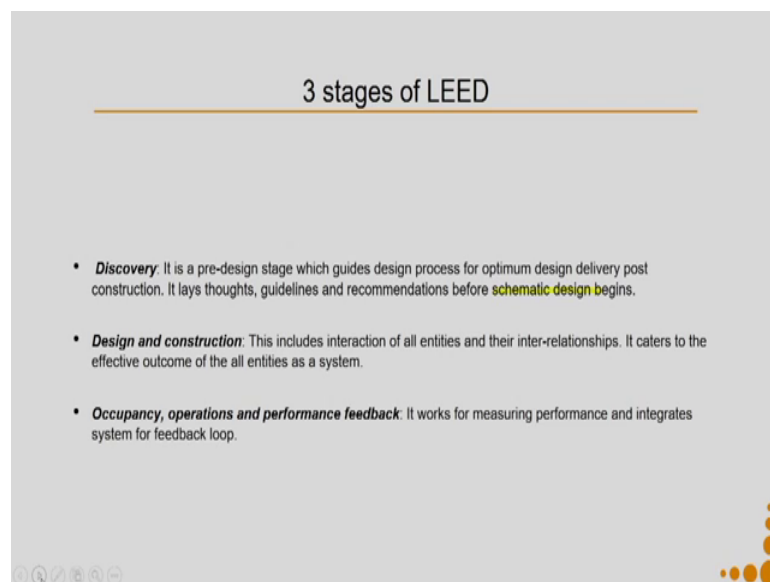 3 stages of LEED
• Discovery: It is a pre-design stage which guides design process for optimum design delivery post
construction. It lays thoughts, guidelines and recommendations before schematic design begins.
• Design and construction: This includes interaction of all entities and their inter-relationships. It caters to the
effective outcome of the all entities as a system.
• Occupancy, operations and performance feedback: It works for measuring performance and integrates
system for feedback loop.